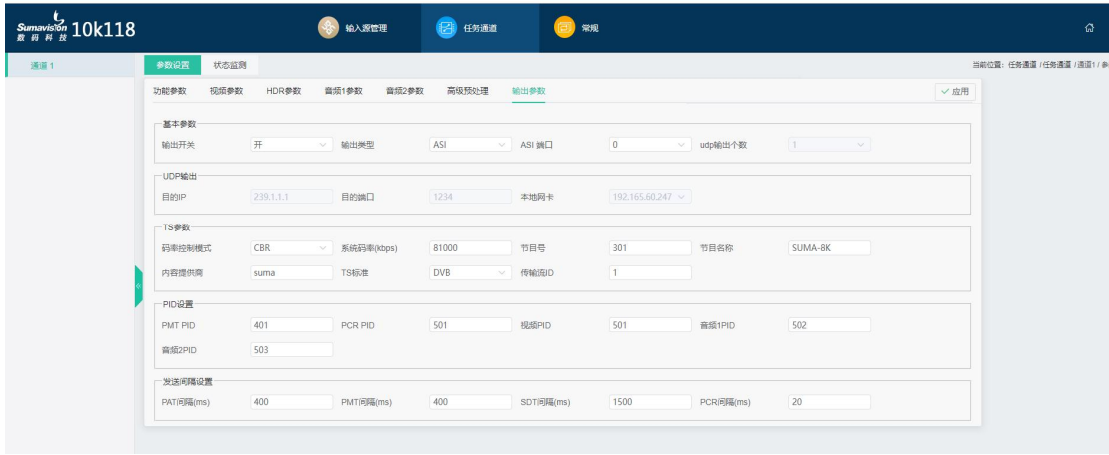 Sumavision
数码科技
10k118
输入源管理
任务通道
常规
通道 1
参数设置 状态监测
当前位置：任务通道 /任务通道 /通道1 / 参
功能参数 视频参数 HDR参数 音频1参数 音频2参数 高级预处理 输出参数 应用
基本参数
输出开关 开 输出类型 ASI ASI 端口 0 udp输出个数 1
UDP输出
目的IP 239.1.1.1 目的端口 1234 本地网卡 192.165.60.247
TS参数
码率控制模式 CBR 系统码率(kbps) 81000 节目号 301 节目名称 SUMA-8K
内容提供商 suma TS标准 DVB 传输流ID 1
PID设置
PMT PID 401 PCR PID 501 视频PID 501 音频1PID 502
音频2PID 503
发送间隔设置
PAT间隔(ms) 400 PMT间隔(ms) 400 SDT间隔(ms) 1500 PCR间隔(ms) 20